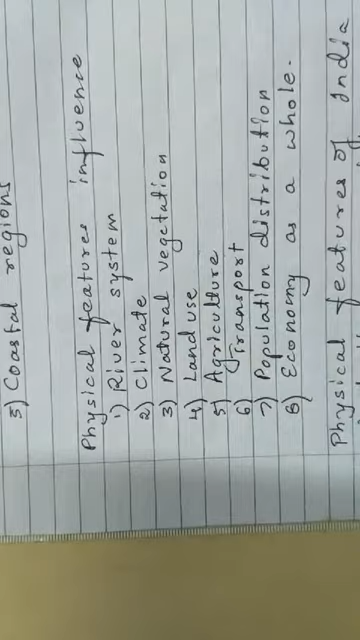 5) Coastal regions
Physical features influence
1) River system
2) Climate
3) Natural vegetation
4) Land use
5) Agriculture
6) Transport
7) Population distribution
8) Economy as a whole.
Physical features of India